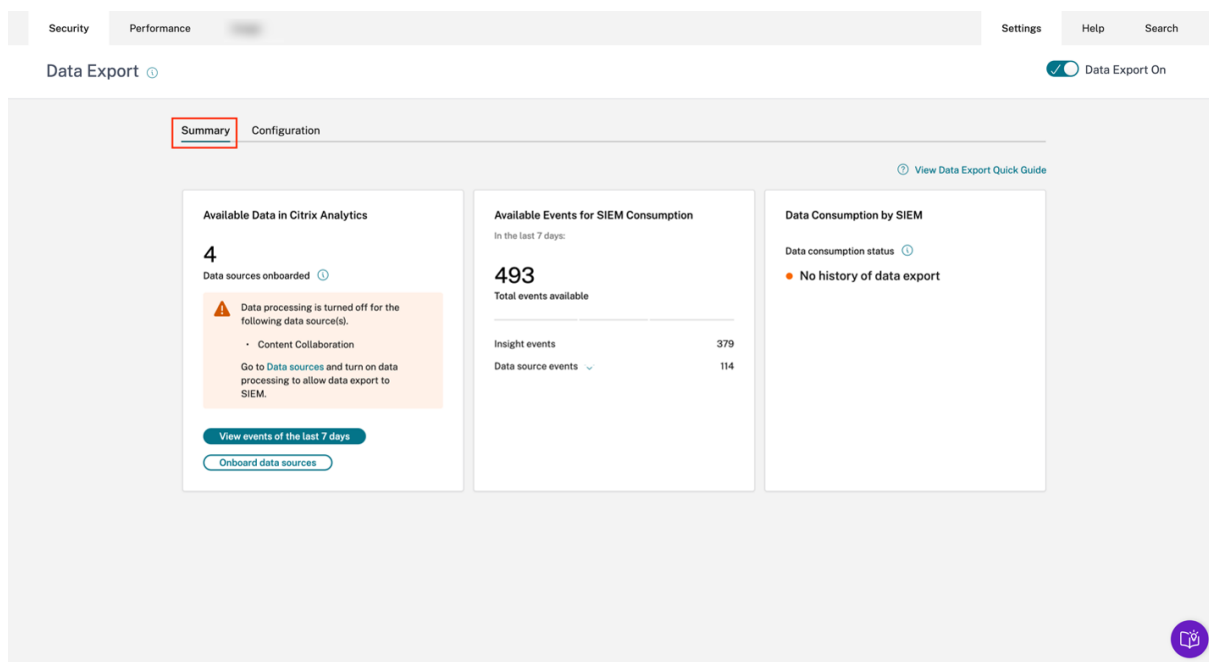 Security Performance Settings Help Search
Data Export
Data Export On
Summary Configuration
View Data Export Quick Guide
Available Data in Citrix Analytics
4
Data sources onboarded
Data processing is turned off for the
following data source(s).
• Content Collaboration
Go to Data sources and turn on data
processing to allow data export to
SIEM.
View events of the last 7 days
Onboard data sources
Available Events for SIEM Consumption
In the last 7 days:
493
Total events available
Insight events 379
Data source events 114
Data Consumption by SIEM
Data consumption status
No history of data export